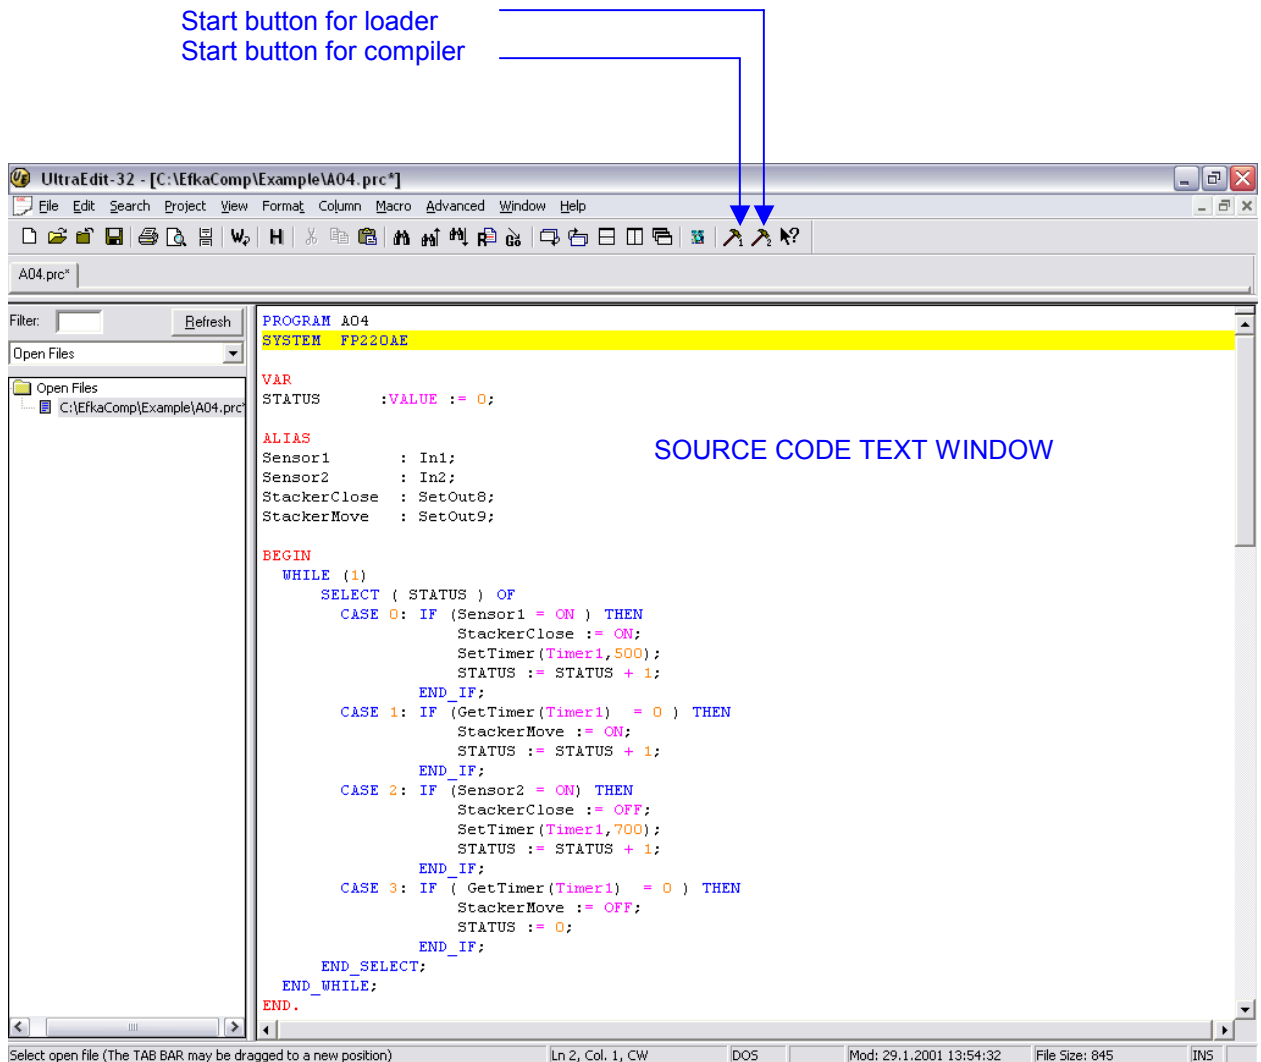 Start button for loader
Start button for compiler
UltraEdit-32 - [C:\EfkaComp\Example\A04.prc*]
File Edit Search Project View Format Column Macro Advanced Window Help
A04.prc*
Filter: Refresh
Open Files
Open Files
C:\EfkaComp\Example\A04.prc*
PROGRAM A04
SYSTEM FP220AE
VAR
STATUS :VALUE := 0;
ALIAS
SOURCE CODE TEXT WINDOW
Sensor1 : In1;
Sensor2 : In2;
StackerClose : SetOut8;
StackerMove : SetOut9;
BEGIN
WHILE (1)
SELECT ( STATUS ) OF
CASE 0: IF (Sensor1 = ON ) THEN
StackerClose := ON;
SetTimer(Timer1,500);
STATUS := STATUS + 1;
END_IF;
CASE 1: IF (GetTimer(Timer1) = 0 ) THEN
StackerMove := ON;
STATUS := STATUS + 1;
END_IF;
CASE 2: IF (Sensor2 = ON) THEN
StackerClose := OFF;
SetTimer(Timer1,700);
STATUS := STATUS + 1;
END_IF;
CASE 3: IF ( GetTimer(Timer1) = 0 ) THEN
StackerMove := OFF;
STATUS := 0;
END_IF;
END_SELECT;
END_WHILE;
END.
Select open file (The TAB BAR may be dragged to a new position) Ln 2, Col. 1, CW DOS Mod: 29.1.2001 13:54:32 File Size: 845 INS